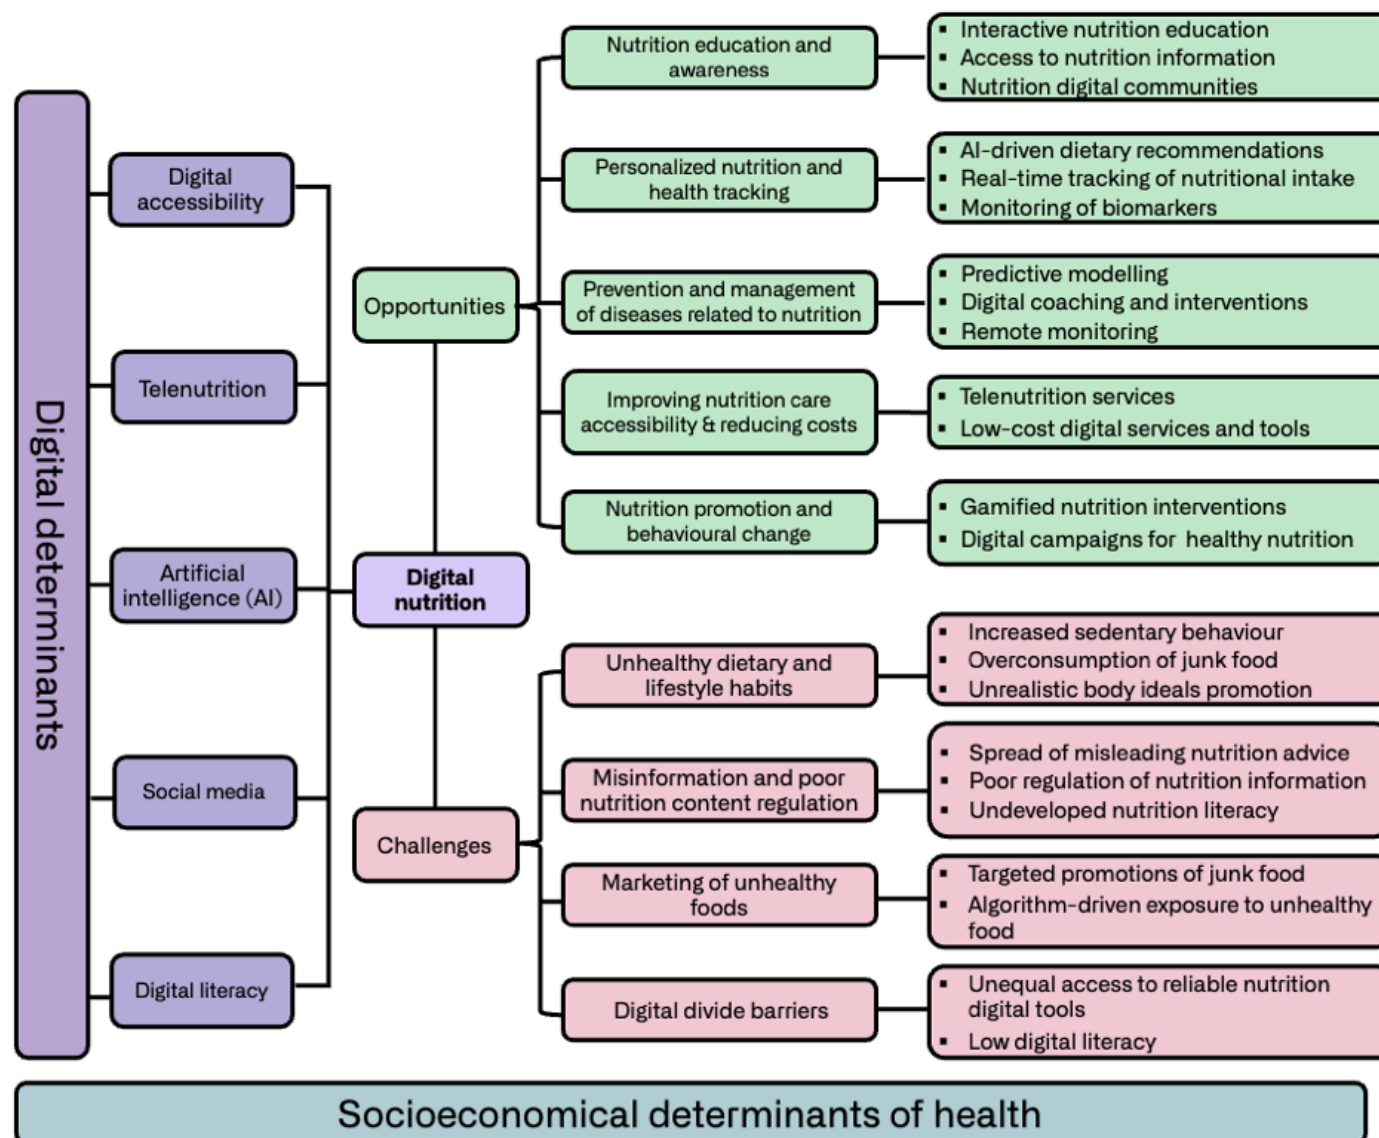 Digital determinants
Digital
accessibility
Telenutrition
Artificial
intelligence (AI)
Social media
Digital literacy
Digital
nutrition
Opportunities
Nutrition education and
awareness
▪ Interactive nutrition education
▪ Access to nutrition information
▪ Nutrition digital communities
Personalized nutrition and
health tracking
▪ AI-driven dietary recommendations
▪ Real-time tracking of nutritional intake
▪ Monitoring of biomarkers
Prevention and management
of diseases related to nutrition
▪ Predictive modelling
▪ Digital coaching and interventions
▪ Remote monitoring
Improving nutrition care
accessibility & reducing costs
▪ Telenutrition services
▪ Low-cost digital services and tools
Nutrition promotion and
behavioural change
▪ Gamified nutrition interventions
▪ Digital campaigns for healthy nutrition
Challenges
Unhealthy dietary and
lifestyle habits
▪ Increased sedentary behaviour
▪ Overconsumption of junk food
▪ Unrealistic body ideals promotion
Misinformation and poor
nutrition content regulation
▪ Spread of misleading nutrition advice
▪ Poor regulation of nutrition information
▪ Undeveloped nutrition literacy
Marketing of unhealthy
foods
▪ Targeted promotions of junk food
▪ Algorithm-driven exposure to unhealthy
food
Digital divide barriers
▪ Unequal access to reliable nutrition
digital tools
▪ Low digital literacy
Socioeconomical determinants of health